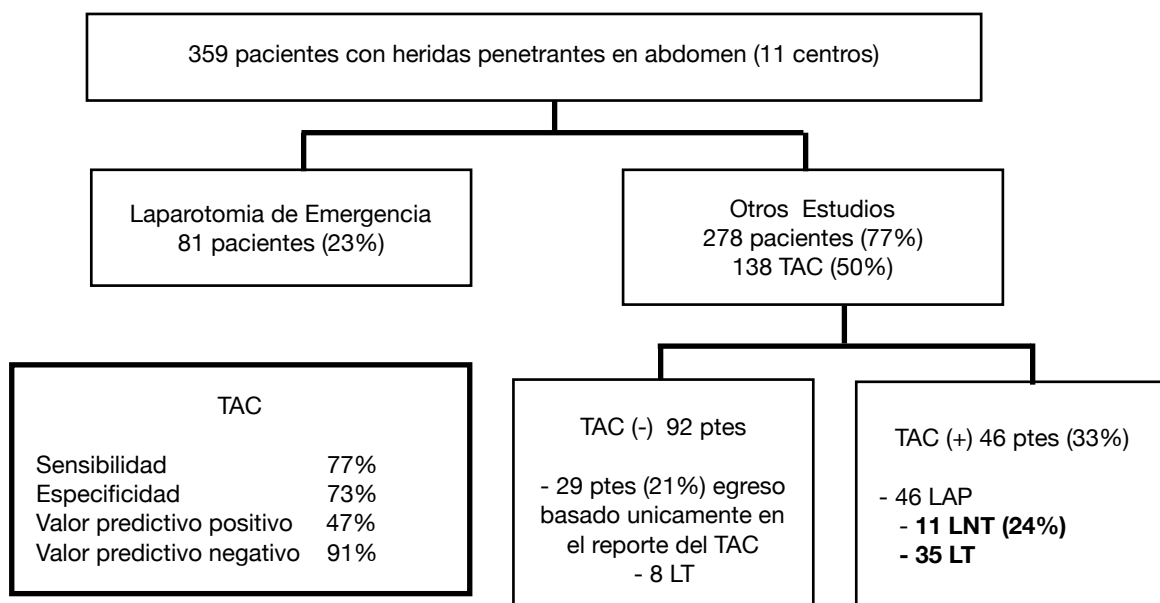 359 pacientes con heridas penetrantes en abdomen (11 centros)
Laparotomia de Emergencia
81 pacientes (23%)
Otros Estudios
278 pacientes (77%)
138 TAC (50%)
TAC
Sensibilidad 77%
Especificidad 73%
Valor predictivo positivo 47%
Valor predictivo negativo 91%
TAC (-) 92 ptes
- 29 ptes (21%) egreso
basado unicamente en
el reporte del TAC
- 8 LT
TAC (+) 46 ptes (33%)
- 46 LAP
- 11 LNT (24%)
- 35 LT